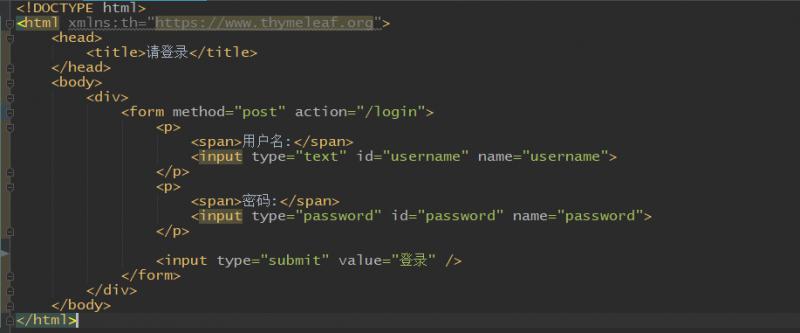 <!DOCTYPE html>
<html xmlns:th="https://www.thymeleaf.org">
    <head>
        <title>请登录</title>
    </head>
    <body>
        <div>
            <form method="post" action="/login">
                <p>
                    <span>用户名:</span>
                    <input type="text" id="username" name="username">
                </p>
                <p>
                    <span>密码:</span>
                    <input type="password" id="password" name="password">
                </p>

                <input type="submit" value="登录" />
            </form>
        </div>
    </body>
</html>